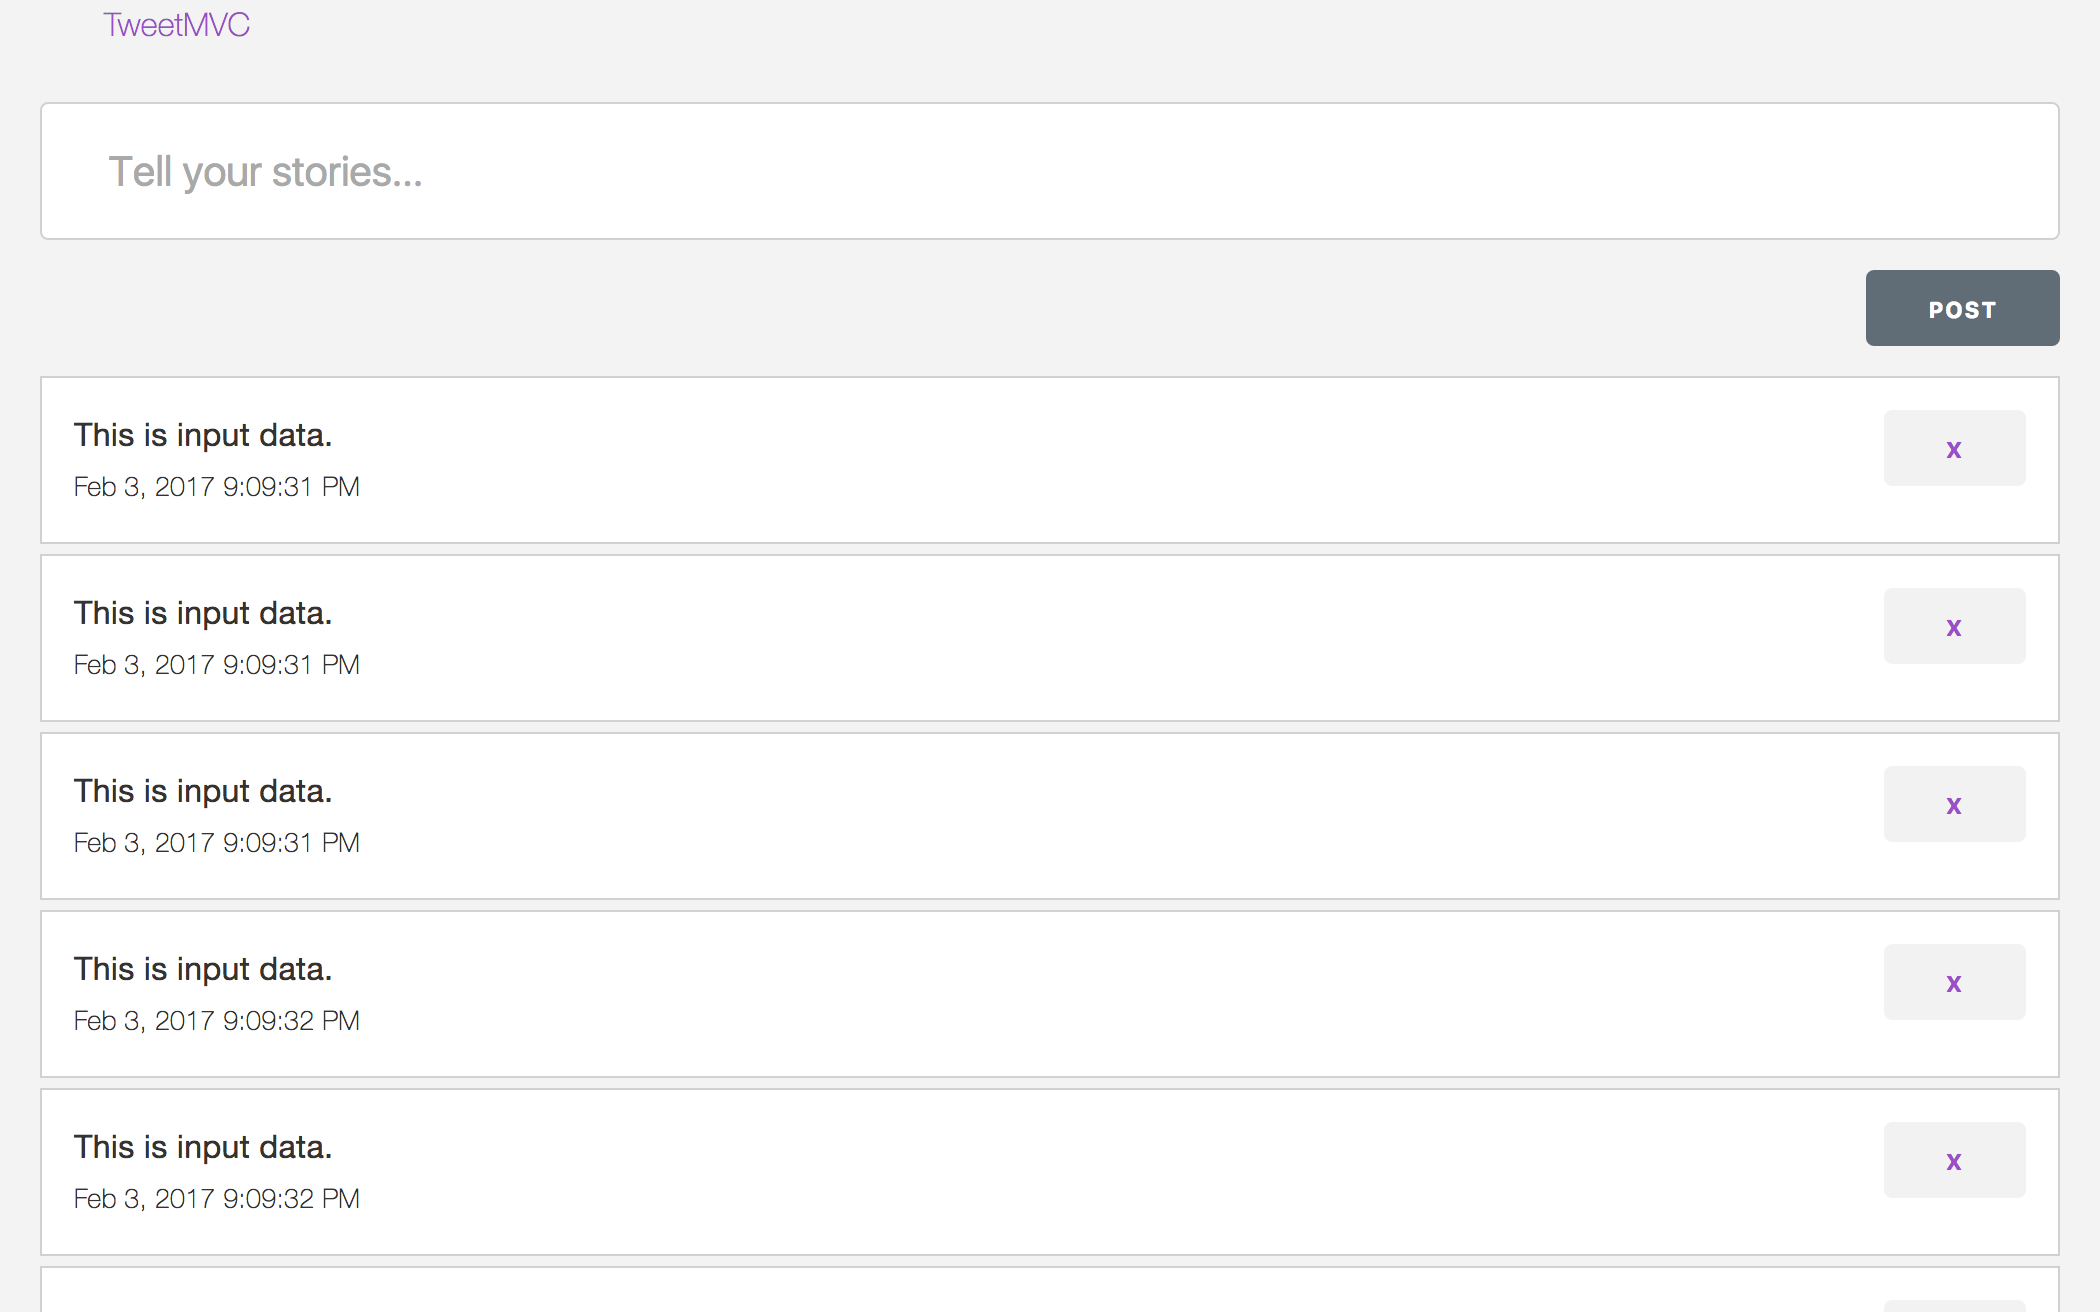 TweetMVC
Tell your stories...
POST
This is input data.
x
Feb 3, 2017 9:09:31 PM
This is input data.
x
Feb 3, 2017 9:09:31 PM
This is input data.
x
Feb 3, 2017 9:09:31 PM
This is input data.
x
Feb 3, 2017 9:09:32 PM
This is input data.
x
Feb 3, 2017 9:09:32 PM